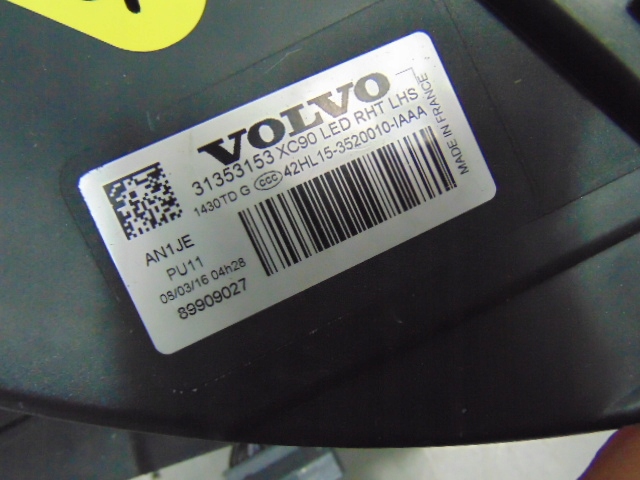 VOLVO
31353153 XC90 LED RHT LHS
1430TD G CCC 42HL15-3520010-IAAA
MADE IN FRANCE
AN1JE
PU11
08/03/16 04h28
89909027